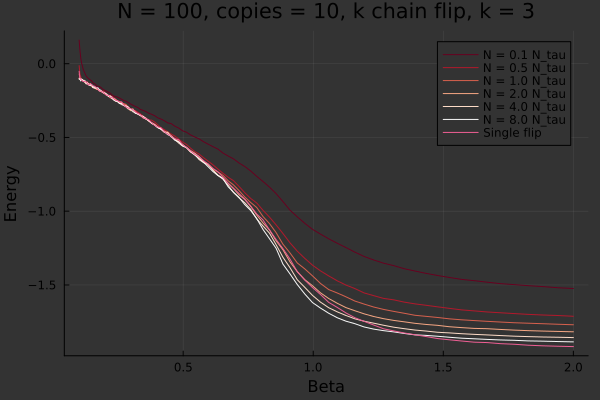 N = 100, copies = 10, k chain flip, k = 3
Energy
0.0
−0.5
−1.0
−1.5
N = 0.1 N_tau
N = 0.5 N_tau
N = 1.0 N_tau
N = 2.0 N_tau
N = 4.0 N_tau
N = 8.0 N_tau
Single flip
0.5 1.0 1.5 2.0
Beta